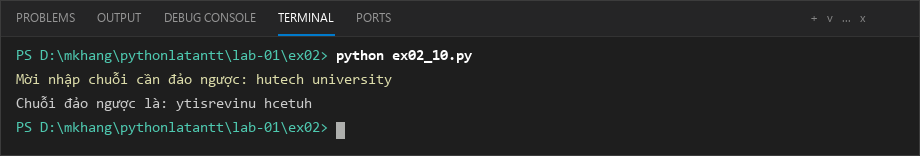 PROBLEMS OUTPUT DEBUG CONSOLE TERMINAL PORTS + v ... x
PS D:\mkhang\pythonlatantt\lab-01\ex02> python ex02_10.py
Mời nhập chuỗi cần đảo ngược: hutech university
Chuỗi đảo ngược là: ytisrevinu hcetuh
PS D:\mkhang\pythonlatantt\lab-01\ex02>